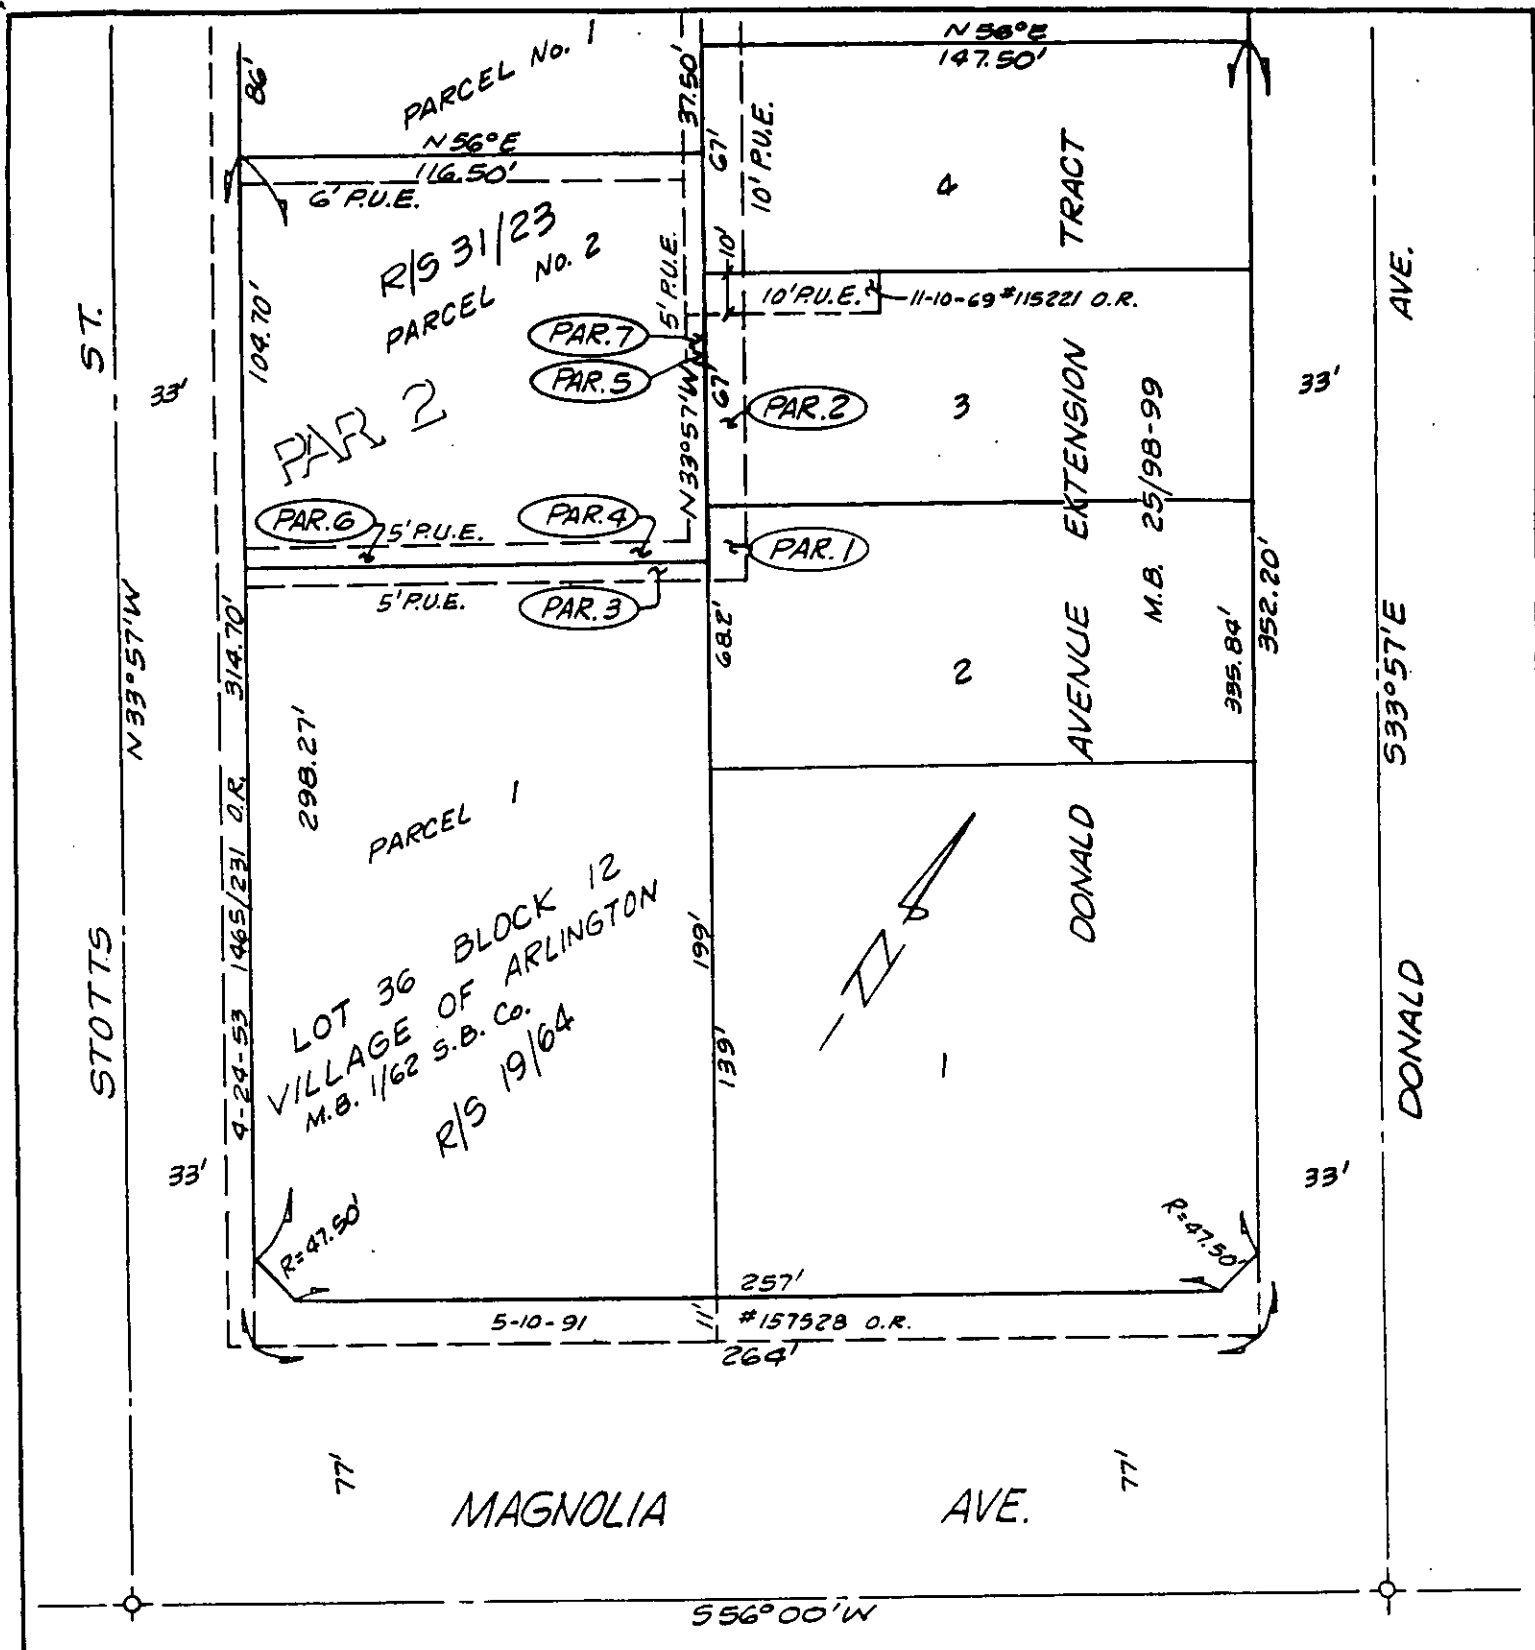 N 56° E
147.50'
PARCEL No. 1
86'
37.50'
N 56° E
116.50'
6' P.U.E.
67'
10' P.U.E.
4
TRACT
R/S 31/23
PARCEL No. 2
5' P.U.E.
10'
10' P.U.E.
11-10-69 #115221 O.R.
104.70'
PAR. 7
PAR. 5
PAR. 2
67'
N 33° 57' W
3
33'
33'
PAR 2
PAR. 6
5' P.U.E.
PAR. 4
PAR. 1
5' P.U.E.
PAR. 3
68.2'
2
DONALD AVENUE EXTENSION
M.B. 25/98-99
335.84'
352.20'
STOTTS ST.
N 33° 57' W
314.70'
4-24-53 1465/231 O.R.
298.27'
PARCEL 1
LOT 36 BLOCK 12
VILLAGE OF ARLINGTON
M.B. 1/62 S.B. Co.
R/S 19/64
199'
139'
N
1
DONALD AVE.
S 33° 57' E
33'
33'
R=47.50'
R=47.50'
257'
5-10-91
11'
#157528 O.R.
264'
77'
77'
MAGNOLIA AVE.
S 56° 00' W